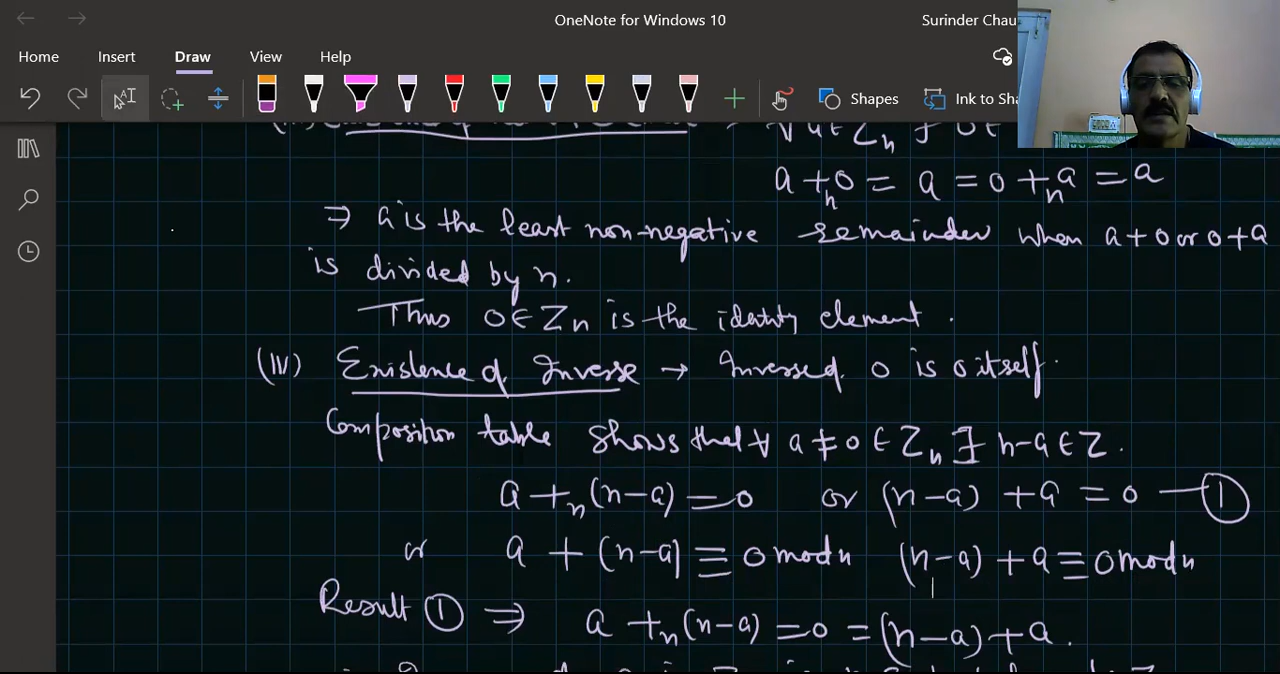 OneNote for Windows 10
Surinder Chau
Home Insert Draw View Help
Shapes Ink to Sha
a +ₙ 0 = a = 0 +ₙ a = a
⇒ a is the least non-negative remainder when a + 0 or 0 + a
is divided by n.
Thus 0 ∈ Zₙ is the identity element.
(IV) Existence of Inverse → Inverse of 0 is 0 itself.
Composition table shows that ∀ a ≠ 0 ∈ Zₙ ∃ n-a ∈ Z.
a +ₙ (n-a) = 0 or (n-a) + a = 0 — ①
or a + (n-a) ≡ 0 mod n (n-a) + a ≡ 0 mod n
Result ① ⇒ a +ₙ (n-a) = 0 = (n-a) + a.